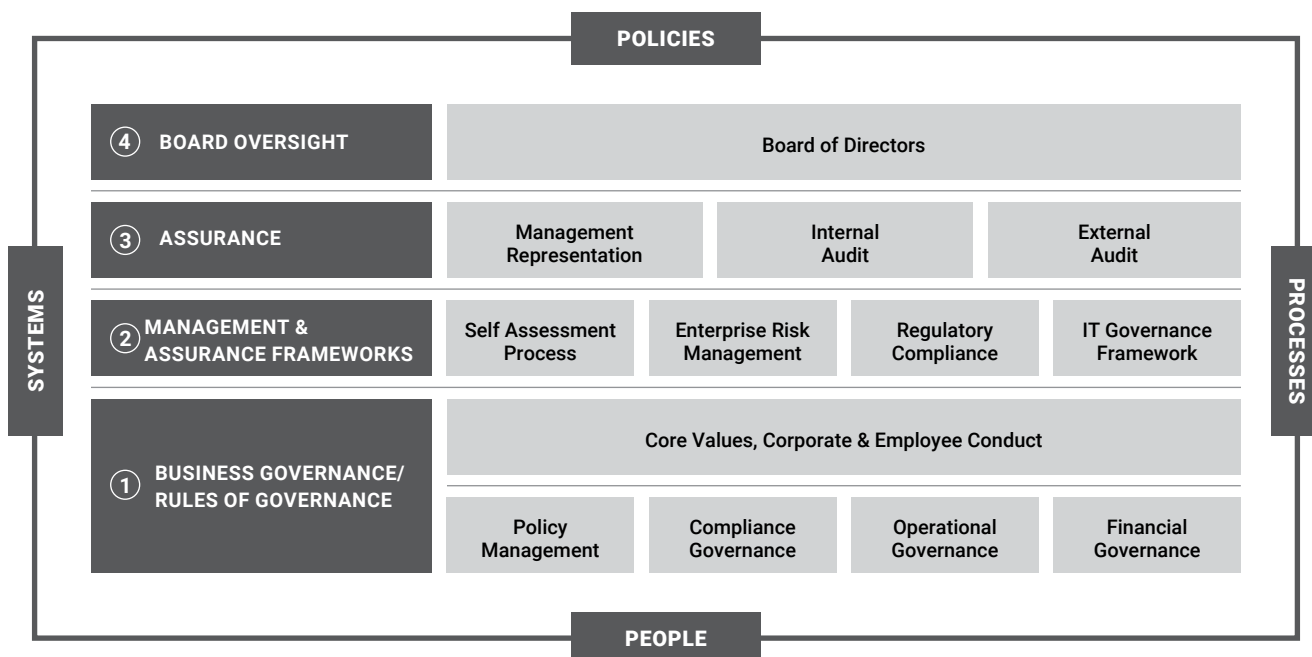 POLICIES
4 BOARD OVERSIGHT
Board of Directors
3 ASSURANCE
Management
Representation
Internal
Audit
External
Audit
SYSTEMS
PROCESSES
2 MANAGEMENT &
ASSURANCE FRAMEWORKS
Self Assessment
Process
Enterprise Risk
Management
Regulatory
Compliance
IT Governance
Framework
1 BUSINESS GOVERNANCE/
RULES OF GOVERNANCE
Core Values, Corporate & Employee Conduct
Policy
Management
Compliance
Governance
Operational
Governance
Financial
Governance
PEOPLE